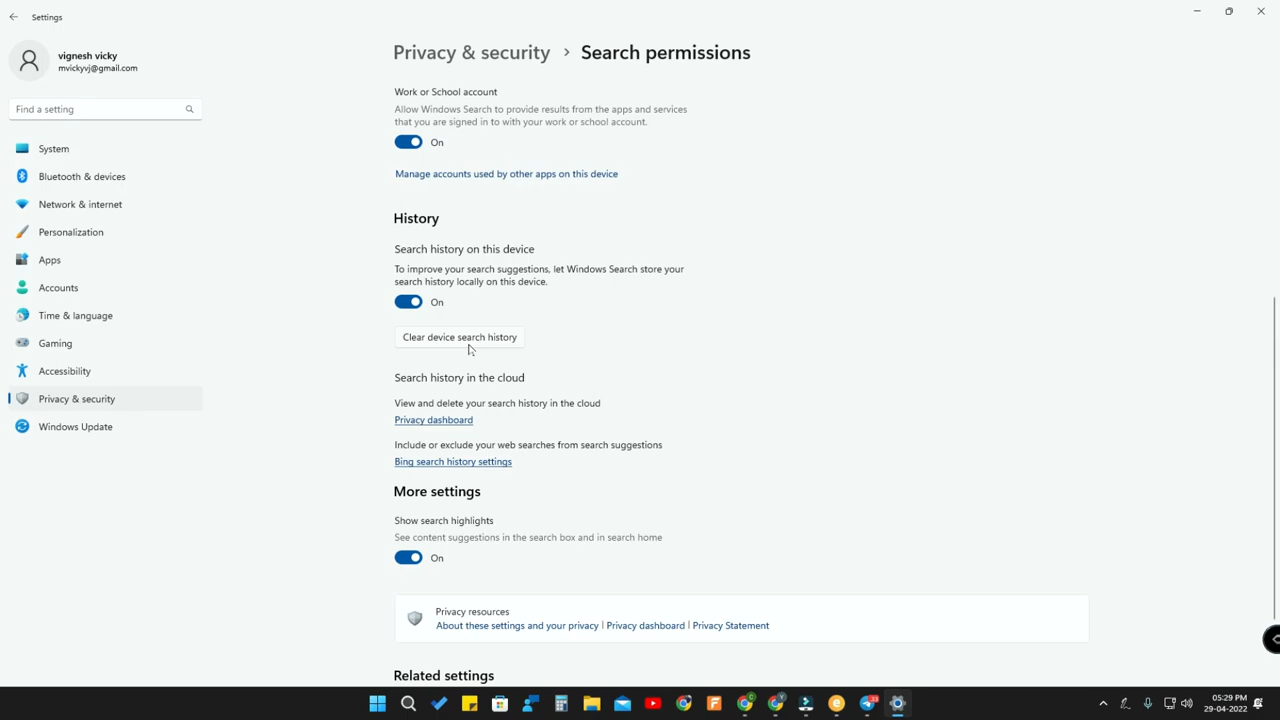 Settings
vignesh vicky
mvickyvj@gmail.com
Find a setting
System
Bluetooth & devices
Network & internet
Personalization
Apps
Accounts
Time & language
Gaming
Accessibility
Privacy & security
Windows Update
Privacy & security › Search permissions
Work or School account
Allow Windows Search to provide results from the apps and services
that you are signed in to with your work or school account.
On
Manage accounts used by other apps on this device
History
Search history on this device
To improve your search suggestions, let Windows Search store your
search history locally on this device.
On
Clear device search history
Search history in the cloud
View and delete your search history in the cloud
Privacy dashboard
Include or exclude your web searches from search suggestions
Bing search history settings
More settings
Show search highlights
See content suggestions in the search box and in search home
On
Privacy resources
About these settings and your privacy | Privacy dashboard | Privacy Statement
Related settings
05:29 PM
29-04-2022